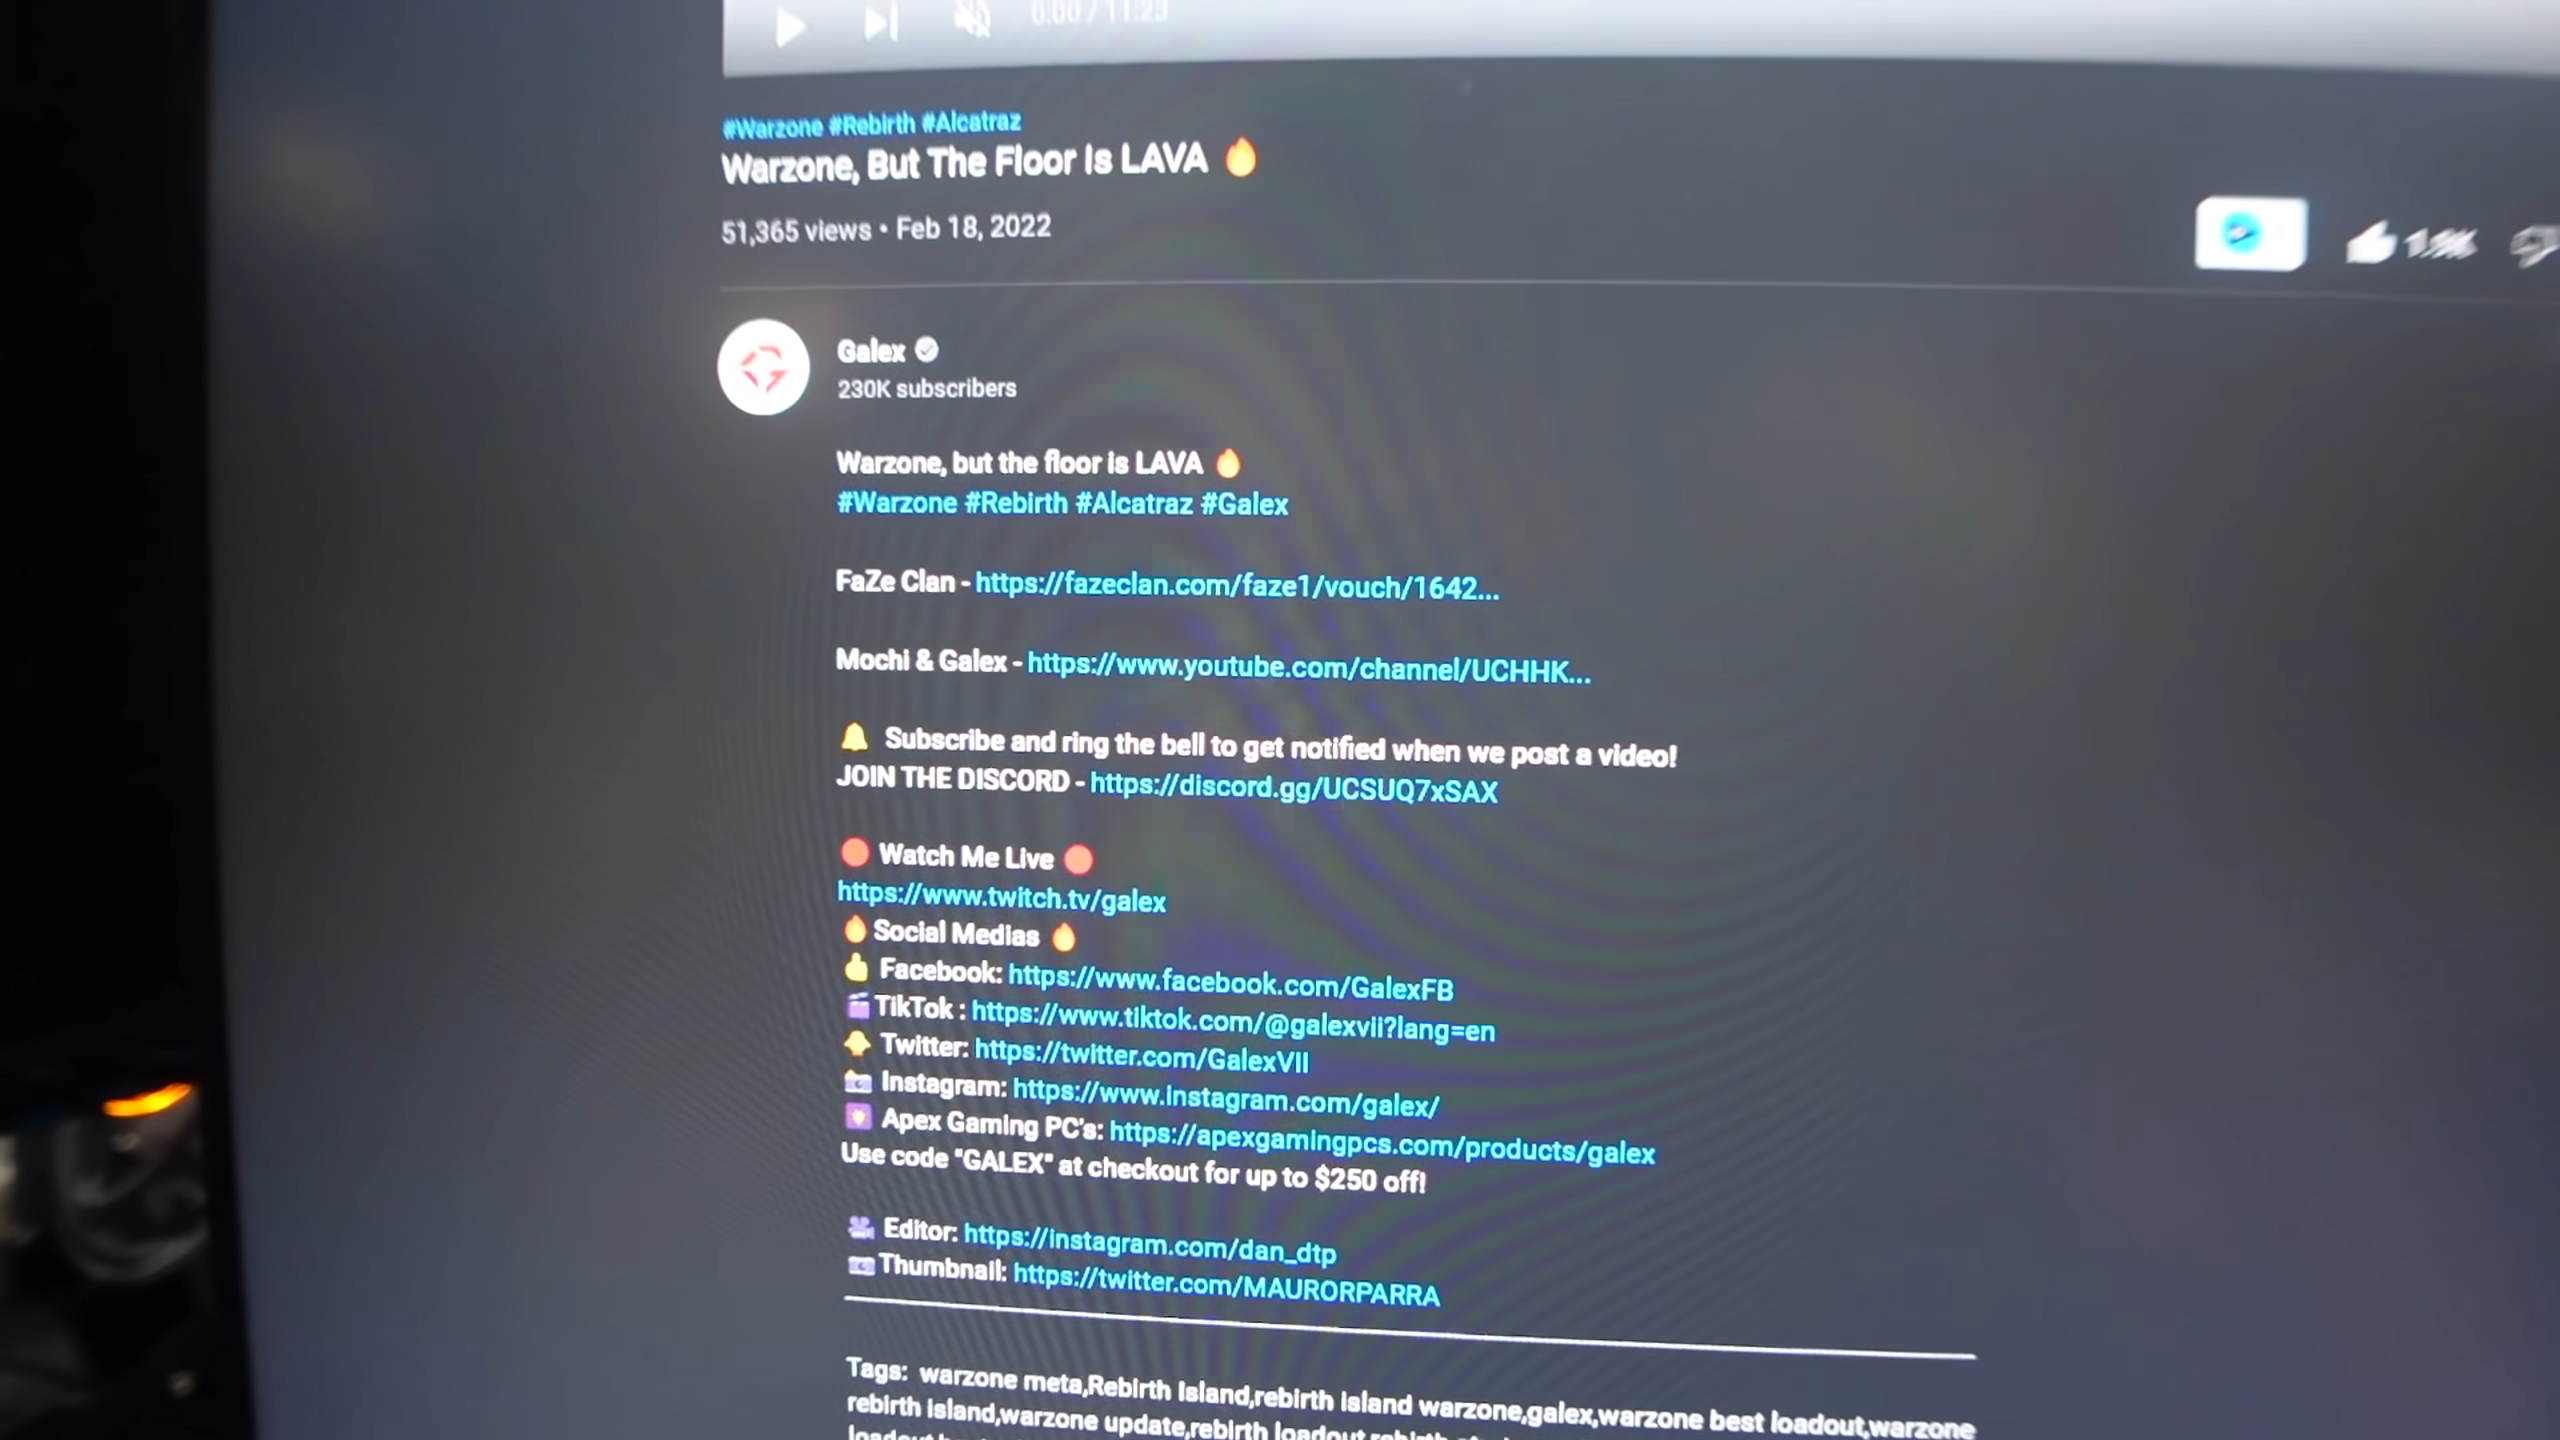 0:00 / 11:25
#Warzone #Rebirth #Alcatraz
Warzone, But The Floor Is LAVA 🔥
51,365 views • Feb 18, 2022
1.9K
Galex
230K subscribers
Warzone, but the floor is LAVA 🔥
#Warzone #Rebirth #Alcatraz #Galex
FaZe Clan - https://fazeclan.com/faze1/vouch/1642...
Mochi & Galex - https://www.youtube.com/channel/UCHHK...
🔔 Subscribe and ring the bell to get notified when we post a video!
JOIN THE DISCORD - https://discord.gg/UCSUQ7xSAX
🔴 Watch Me Live 🔴
https://www.twitch.tv/galex
🔥 Social Medias 🔥
👍 Facebook: https://www.facebook.com/GalexFB
🎬 TikTok : https://www.tiktok.com/@galexvii?lang=en
Twitter: https://twitter.com/GalexVII
📷 Instagram: https://www.instagram.com/galex/
Apex Gaming PC's: https://apexgamingpcs.com/products/galex
Use code "GALEX" at checkout for up to $250 off!
🎥 Editor: https://instagram.com/dan_dtp
📷 Thumbnail: https://twitter.com/MAURORPARRA
Tags: warzone meta,Rebirth Island,rebirth island warzone,galex,warzone best loadout,warzone
rebirth island,warzone update,rebirth loadout,rebirth